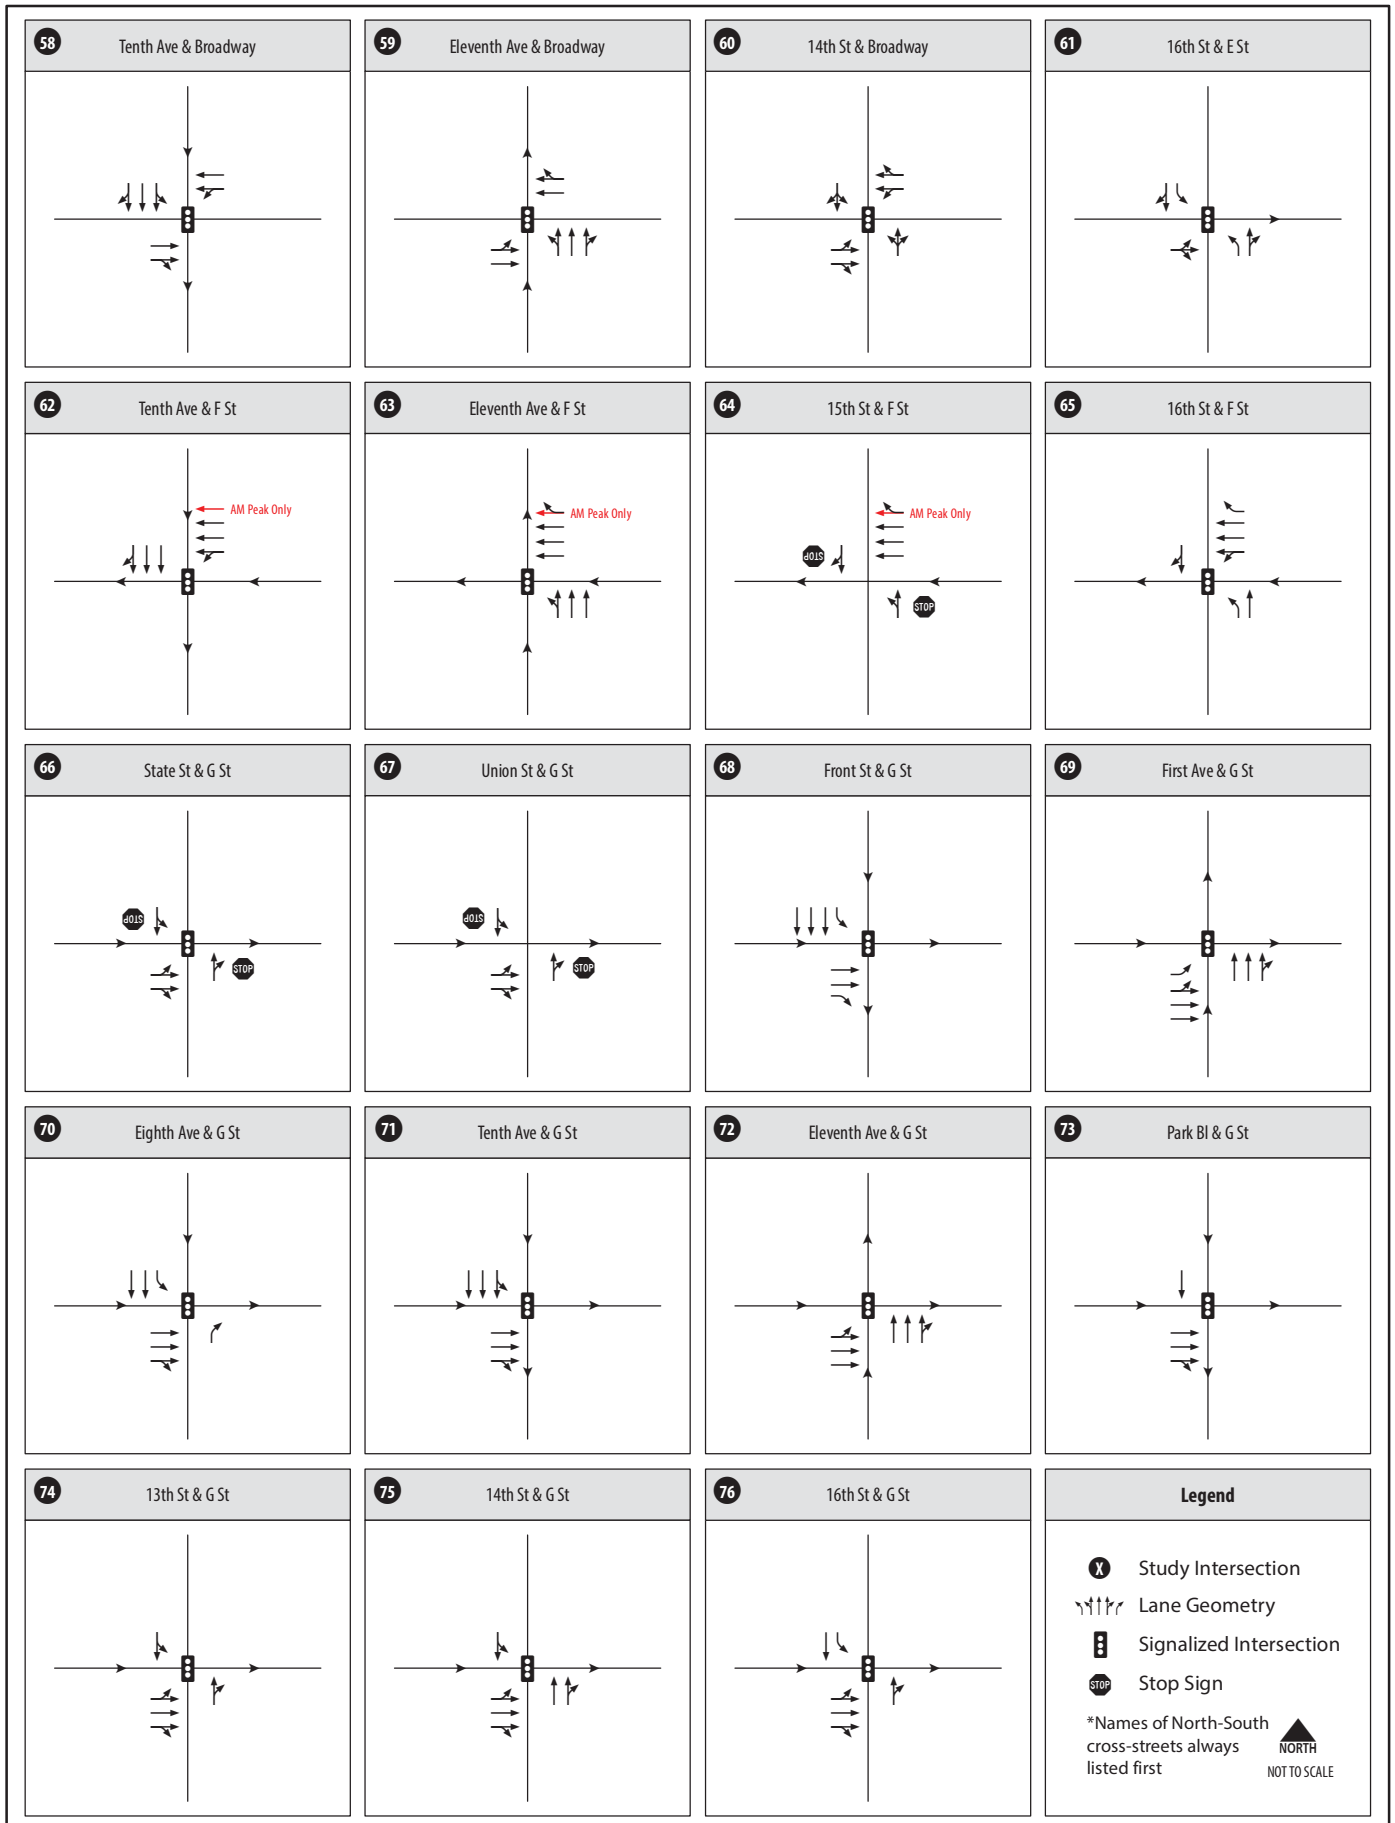 58 Tenth Ave & Broadway
59 Eleventh Ave & Broadway
60 14th St & Broadway
61 16th St & E St
62 Tenth Ave & F St
AM Peak Only
63 Eleventh Ave & F St
AM Peak Only
64 15th St & F St
AM Peak Only
STOP
STOP
65 16th St & F St
66 State St & G St
STOP
STOP
67 Union St & G St
STOP
STOP
68 Front St & G St
69 First Ave & G St
70 Eighth Ave & G St
71 Tenth Ave & G St
72 Eleventh Ave & G St
73 Park Bl & G St
74 13th St & G St
75 14th St & G St
76 16th St & G St
Legend
X Study Intersection
Lane Geometry
Signalized Intersection
STOP Stop Sign
*Names of North-South
cross-streets always
listed first
NORTH
NOT TO SCALE